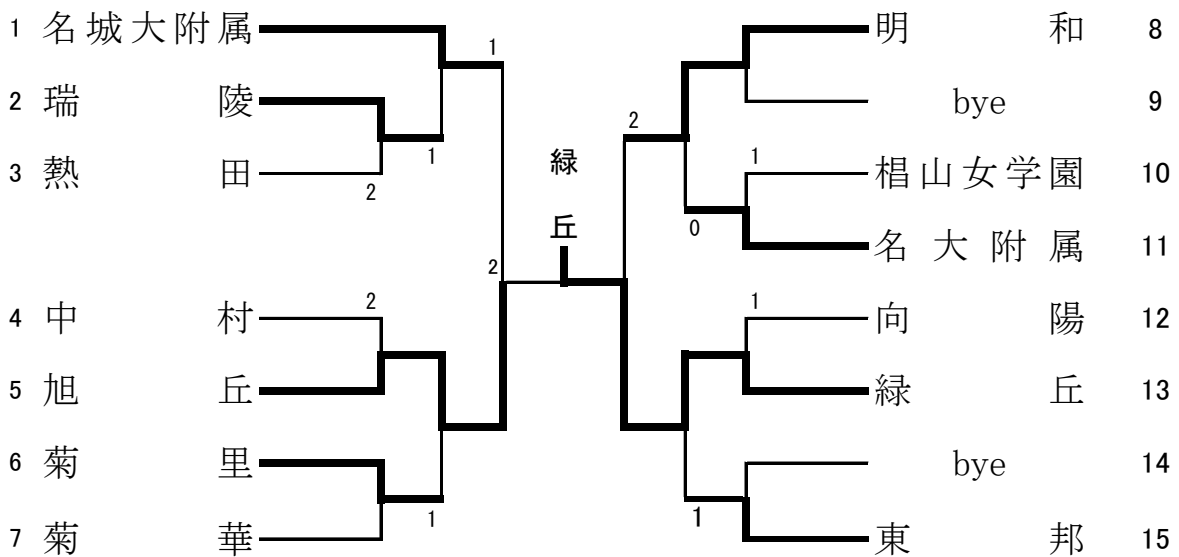 1 名城大附属
2 瑞陵
3 熱田
4 中村
5 旭丘
6 菊里
7 菊華
1
1
2
2
2
1
緑丘
2
1
0
1
1
明和 8
bye 9
椙山女学園 10
名大附属 11
向陽 12
緑丘 13
bye 14
東邦 15